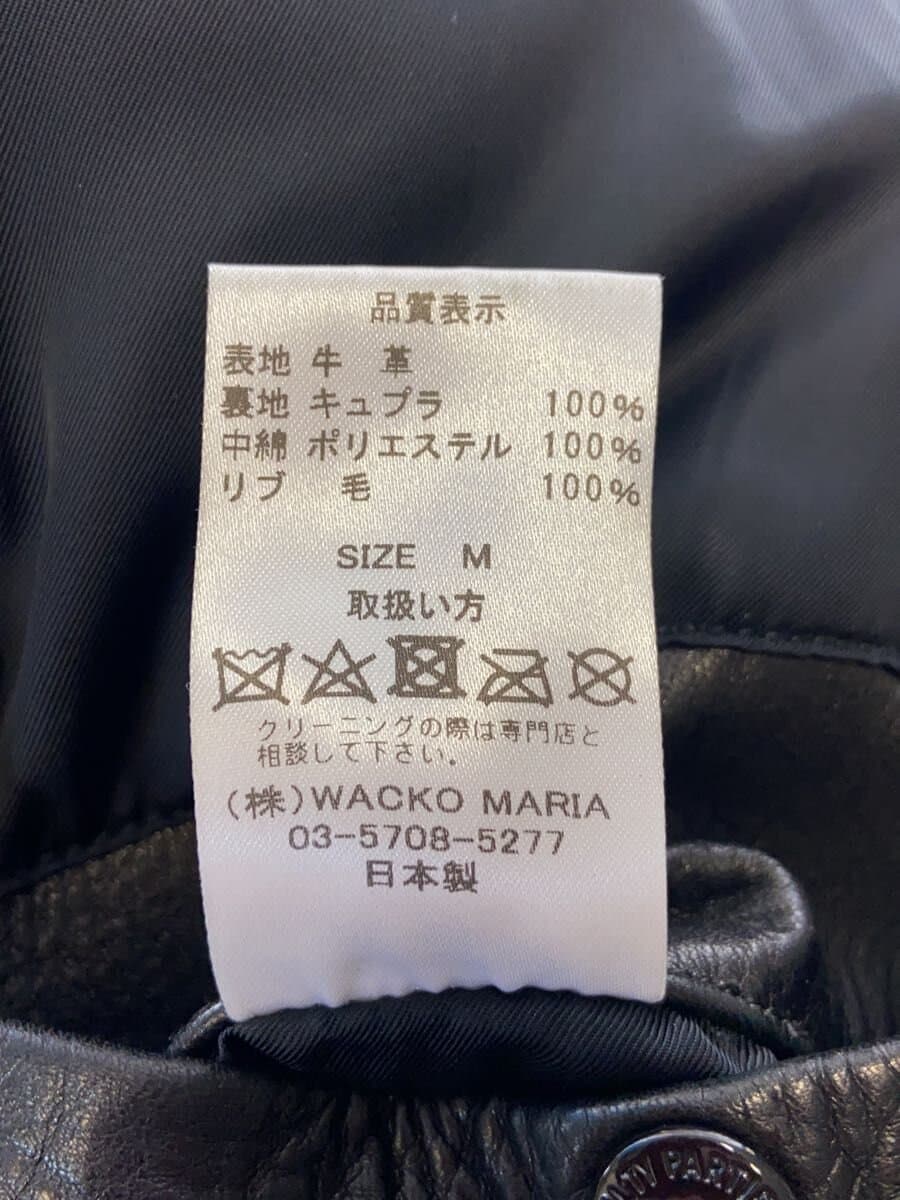 品質表示
表地 牛 革
裏地 キュプラ 100%
中綿 ポリエステル 100%
リブ 毛 100%
SIZE M
取扱い方
クリーニングの際は専門店と
相談して下さい。
(株)WACKO MARIA
03-5708-5277
日本製
PARTY